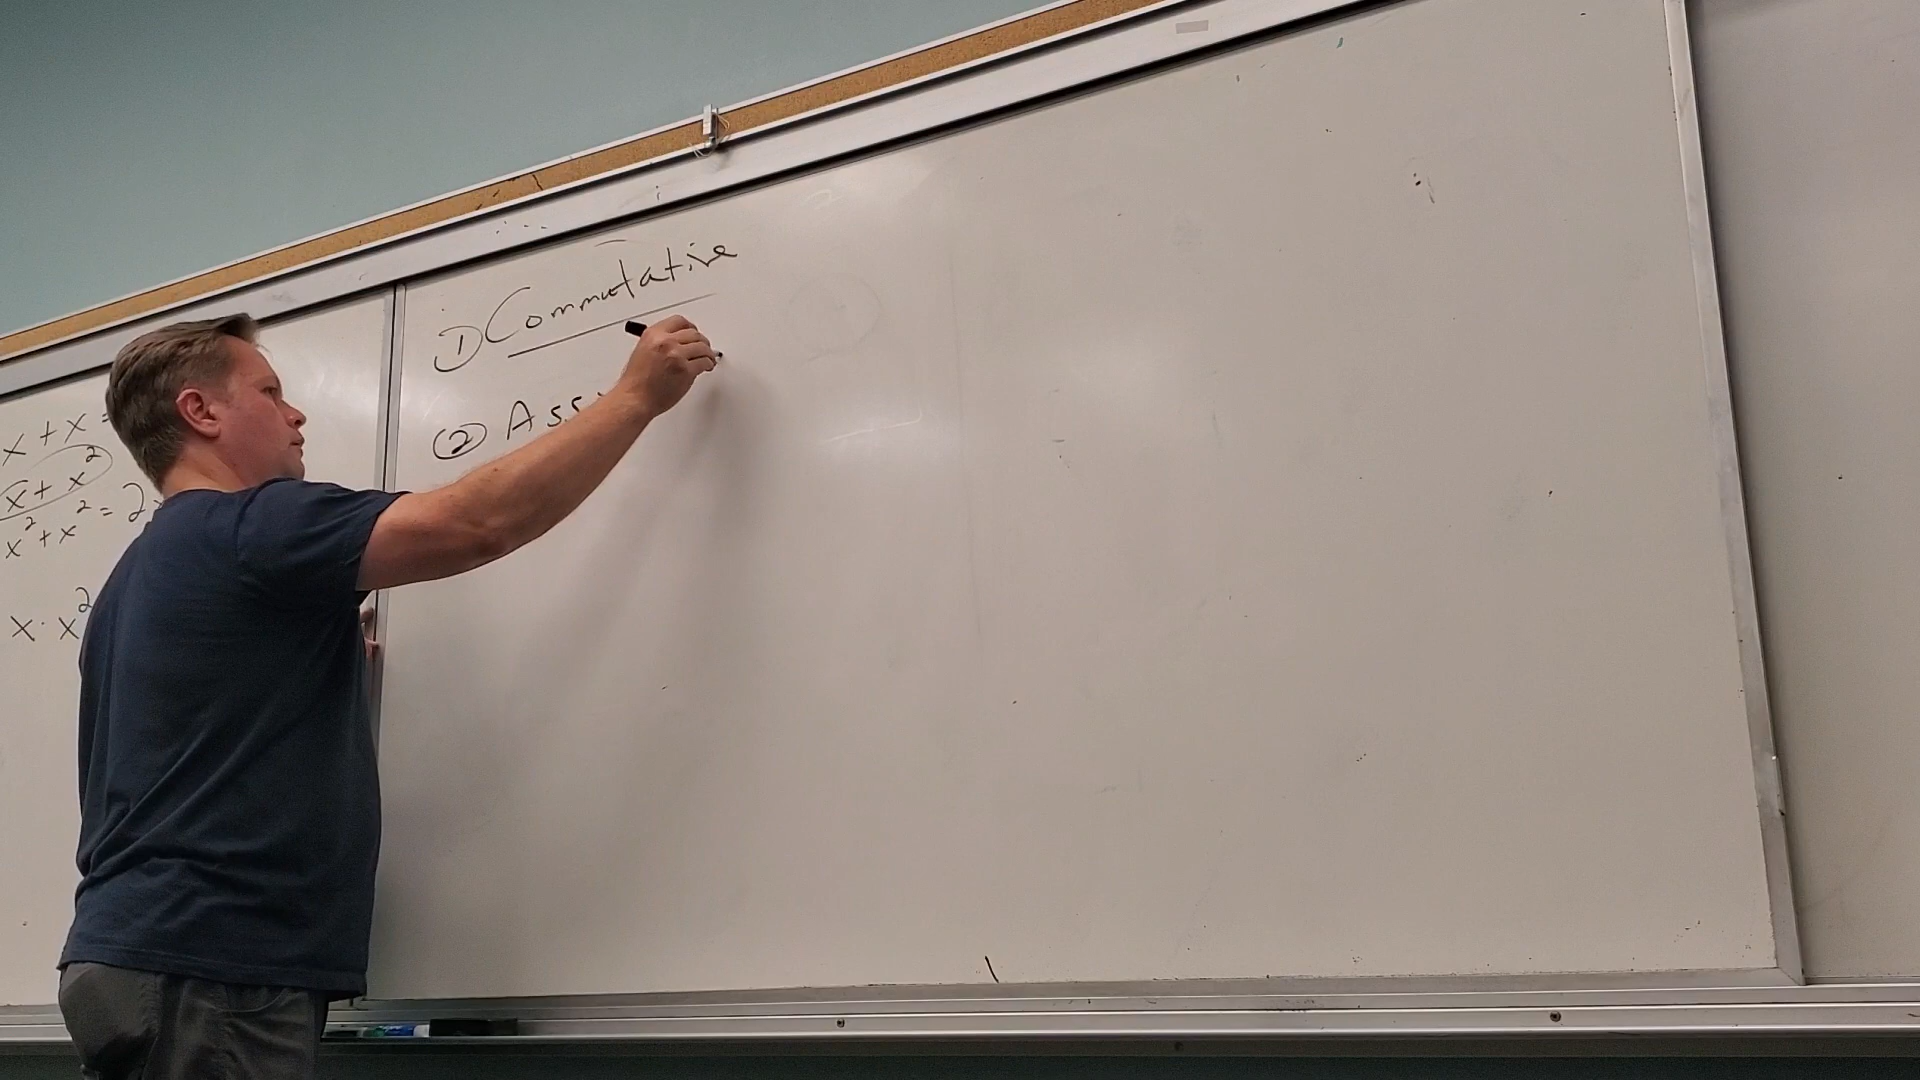 x + x =
x + x²
x² + x² = 2
x · x²
① Commutative
② Ass